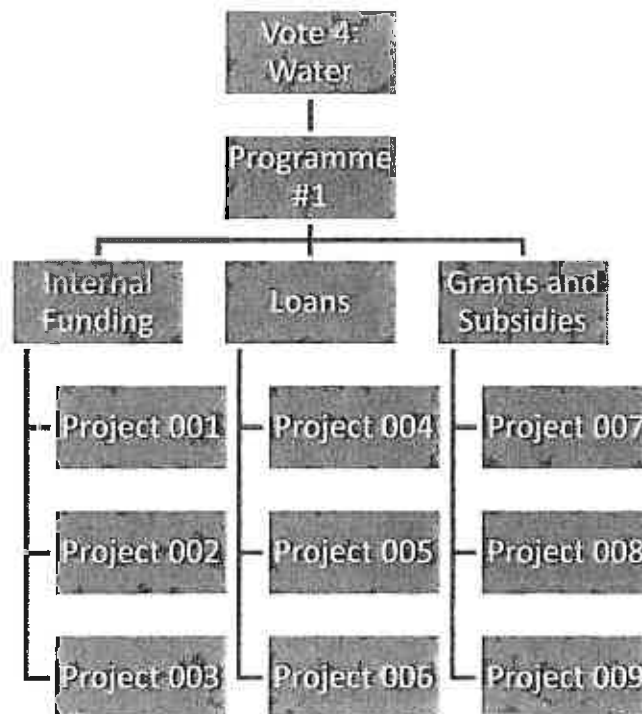 Vote 4:
Water
Programme
#1
Internal
Funding
Loans
Grants and
Subsidies
Project 001
Project 004
Project 007
Project 002
Project 005
Project 008
Project 003
Project 006
Project 009